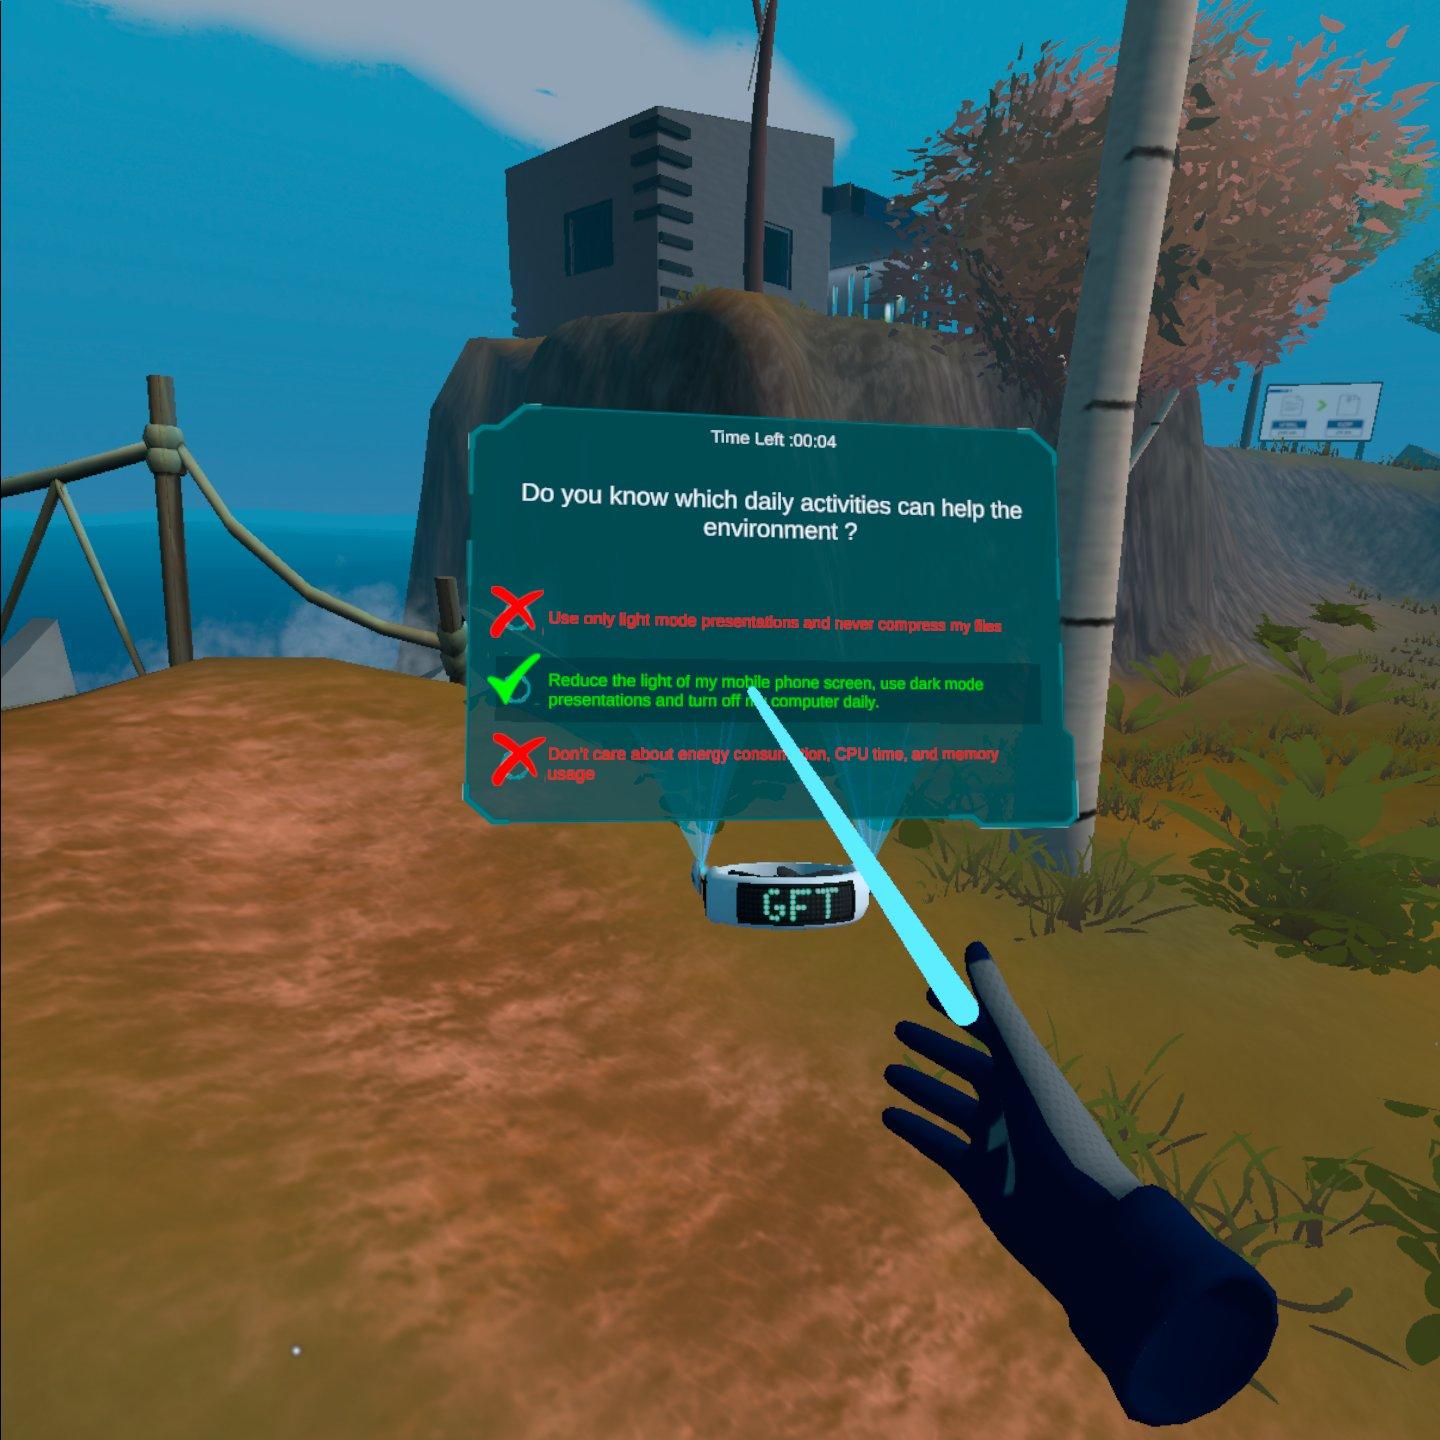 Time Left :00:04
Do you know which daily activities can help the
environment ?
Use only light mode presentations and never compress my files
Reduce the light of my mobile phone screen, use dark mode
presentations and turn off my computer daily.
Don't care about energy consumption, CPU time, and memory
usage
GFT